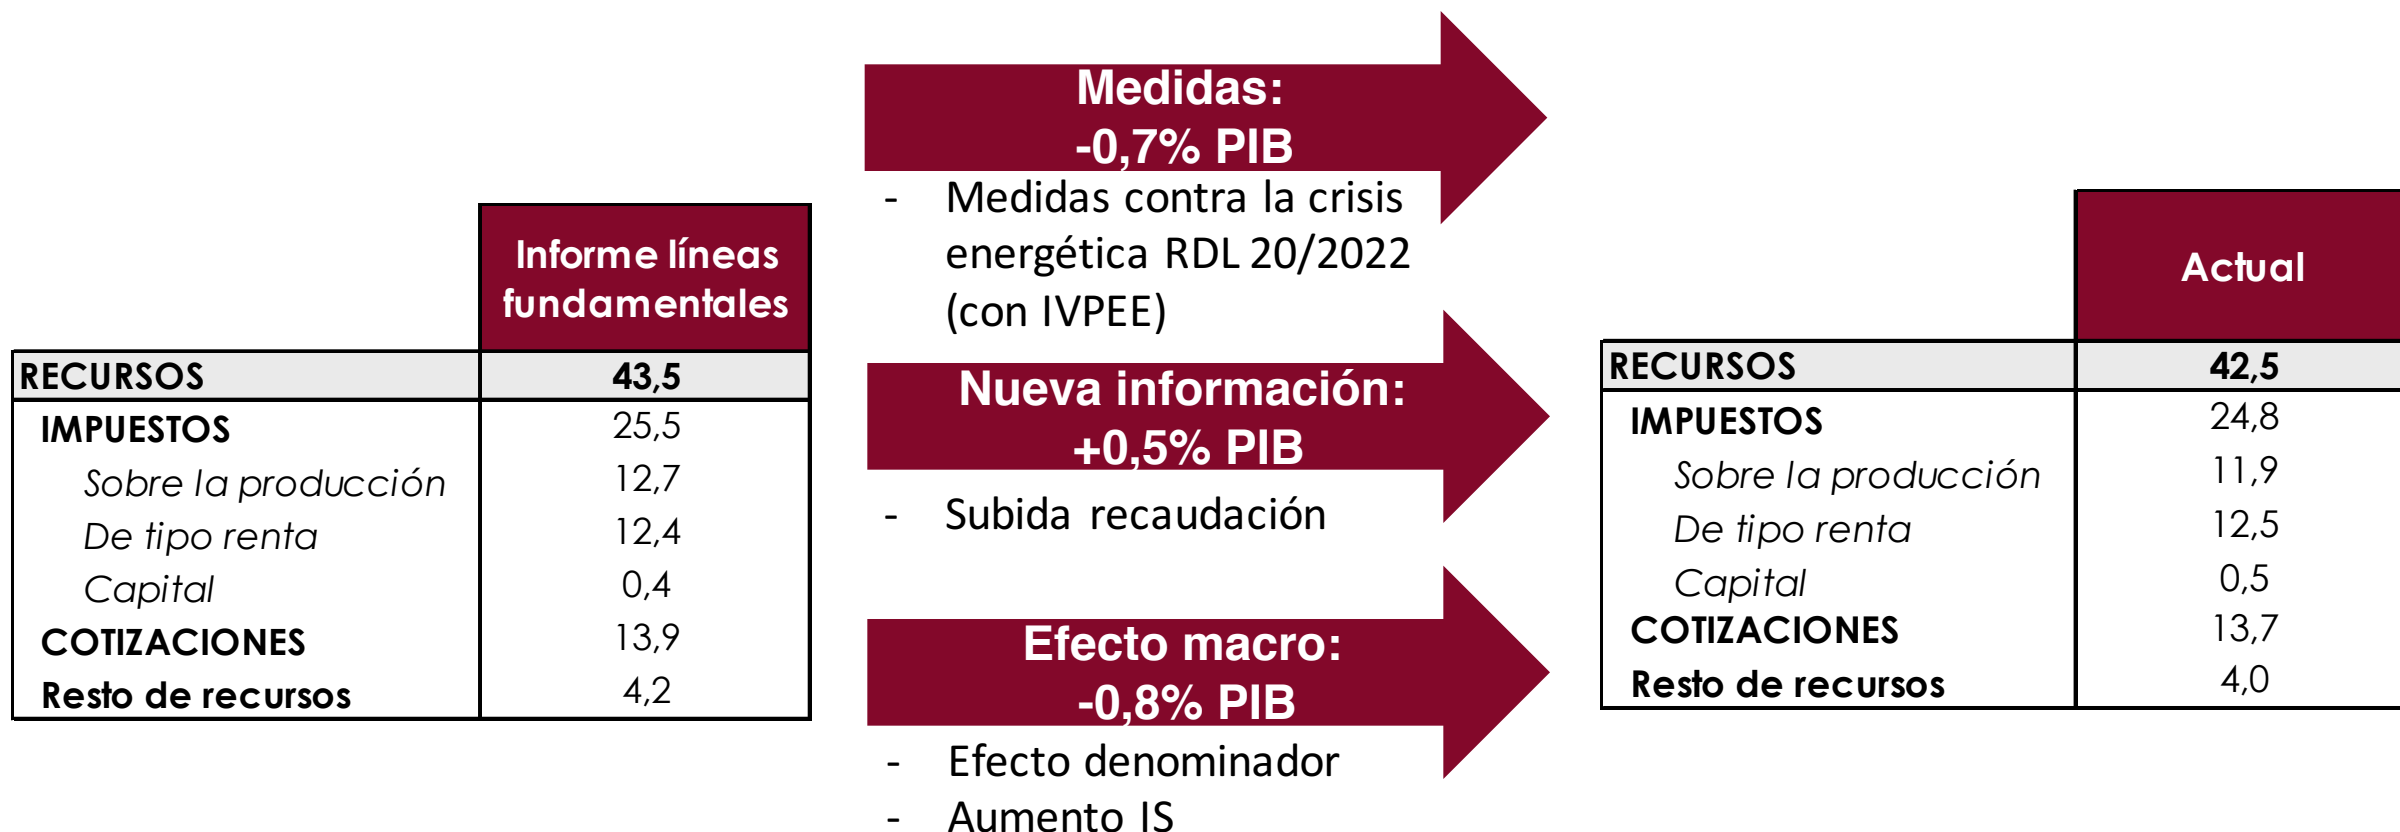 Informe líneas
fundamentales
RECURSOS 43,5
IMPUESTOS 25,5
Sobre la producción 12,7
De tipo renta 12,4
Capital 0,4
COTIZACIONES 13,9
Resto de recursos 4,2
Medidas:
-0,7% PIB
- Medidas contra la crisis
energética RDL 20/2022
(con IVPEE)
Nueva información:
+0,5% PIB
- Subida recaudación
Efecto macro:
-0,8% PIB
- Efecto denominador
- Aumento IS
Actual
RECURSOS 42,5
IMPUESTOS 24,8
Sobre la producción 11,9
De tipo renta 12,5
Capital 0,5
COTIZACIONES 13,7
Resto de recursos 4,0